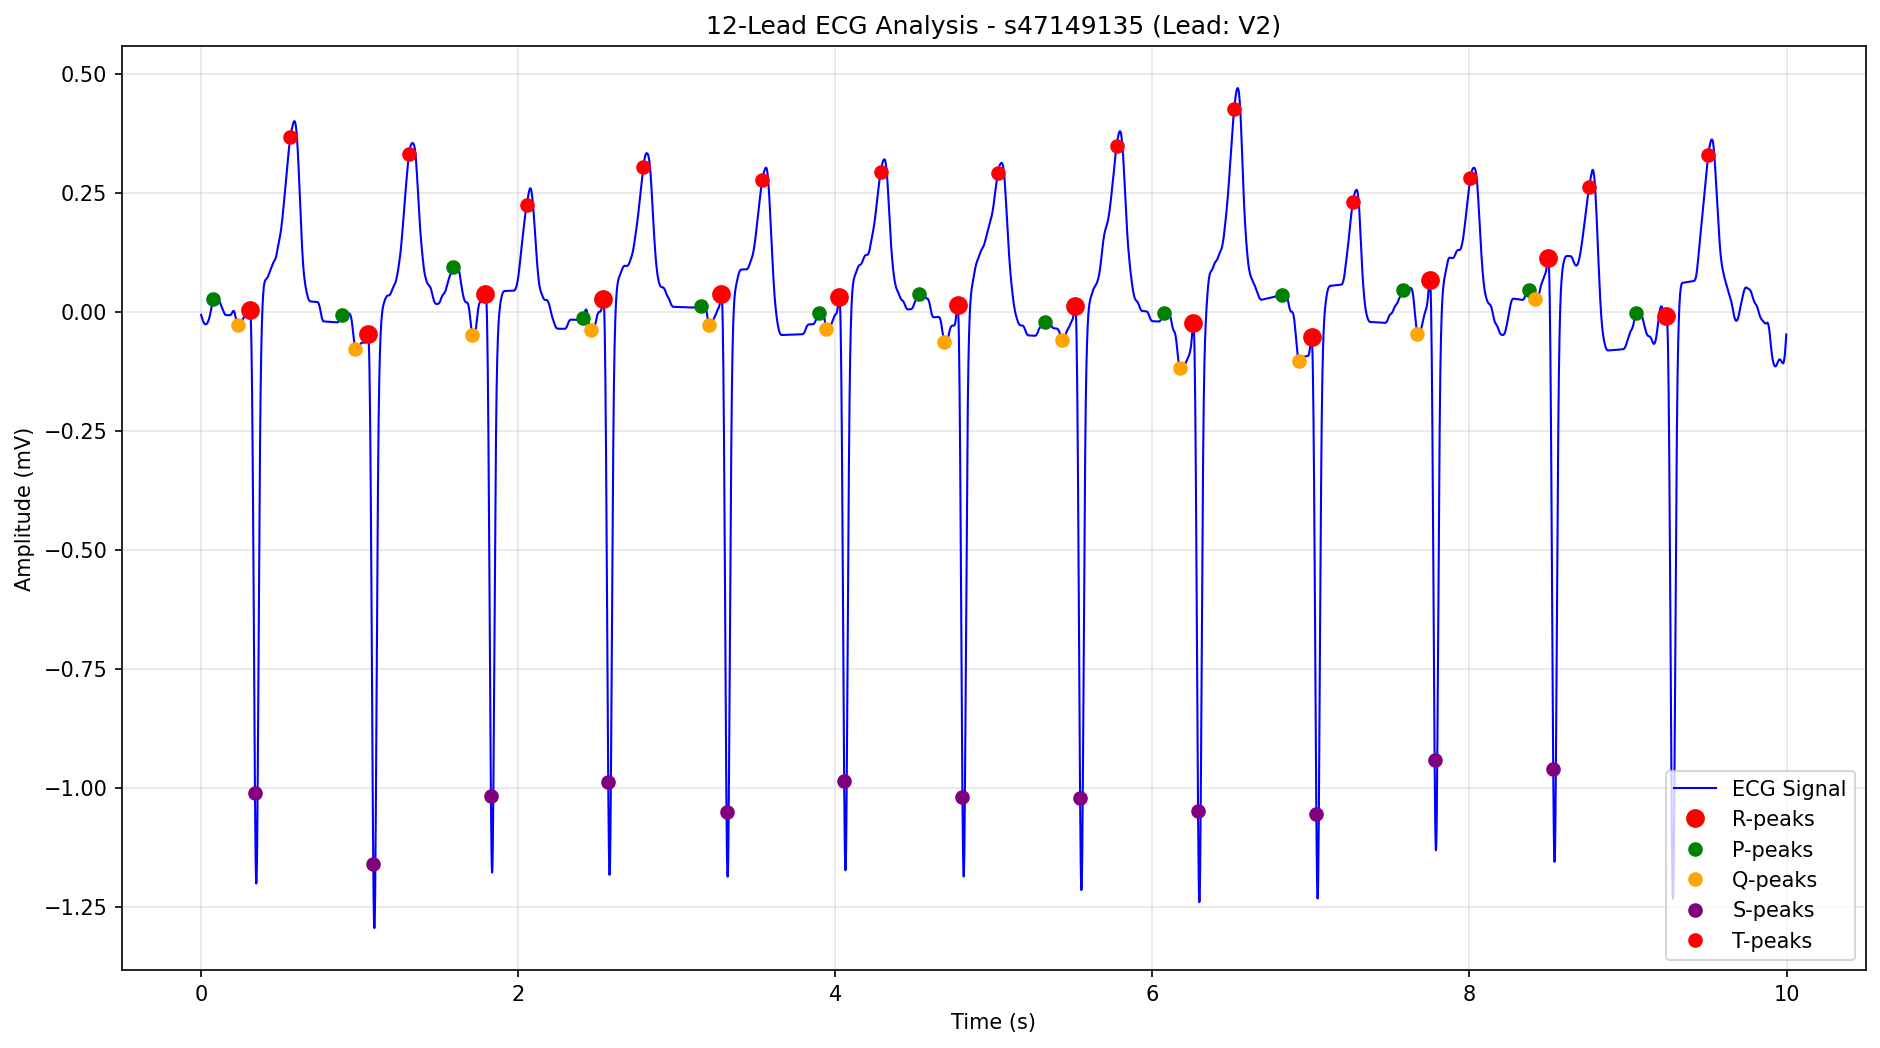 12-Lead ECG Analysis - s47149135 (Lead: V2)
Amplitude (mV)
0.50
0.25
0.00
−0.25
−0.50
−0.75
−1.00
−1.25
ECG Signal
R-peaks
P-peaks
Q-peaks
S-peaks
T-peaks
0 2 4 6 8 10
Time (s)